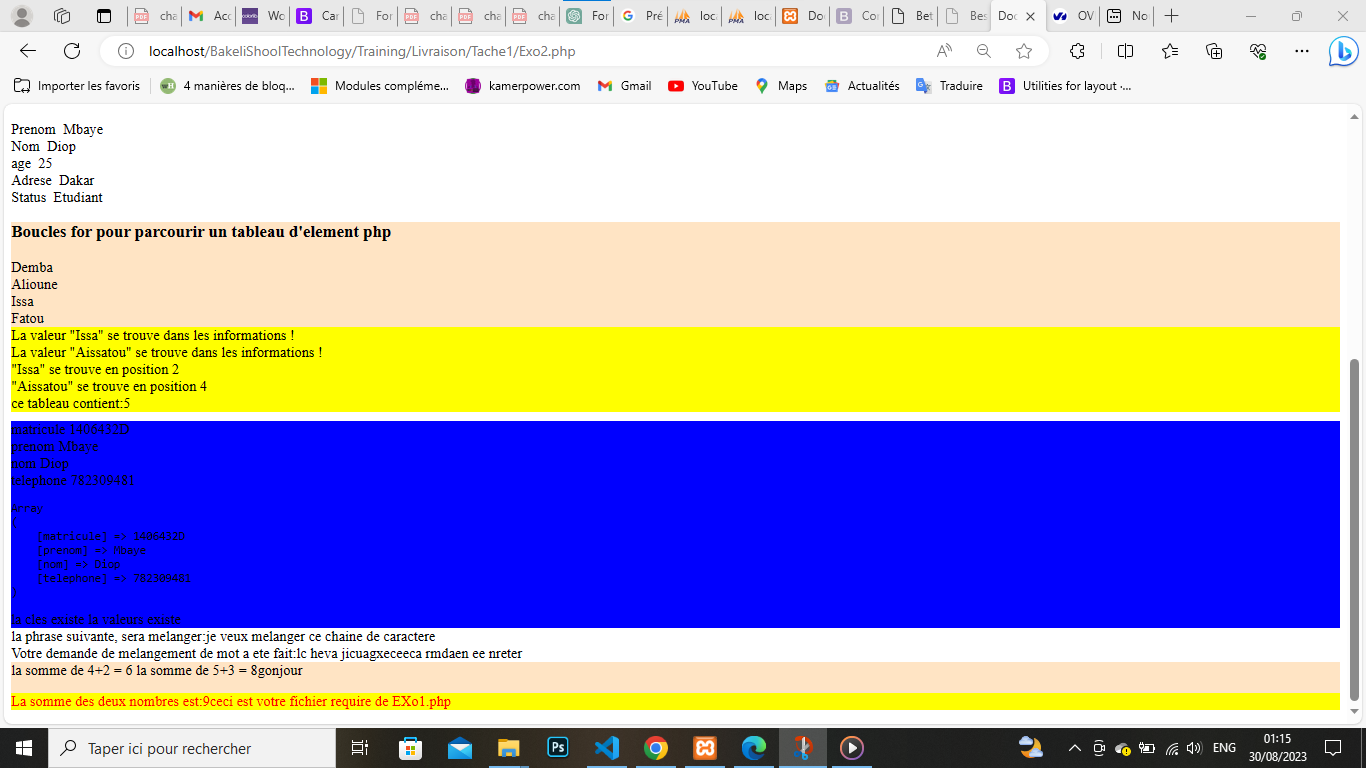 cha
Acc
colorlib
Wo
Car
For
cha
cha
cha
For
Pré
loc
loc
Do
Cor
Bet
Bes
Doc
OV
No
localhost/BakeliShoolTechnology/Training/Livraison/Tache1/Exo2.php
Importer les favoris
4 manières de bloq...
Modules compléme...
kamerpower.com
Gmail
YouTube
Maps
Actualités
Traduire
Utilities for layout ·...
Prenom Mbaye
Nom Diop
age 25
Adrese Dakar
Status Etudiant
Boucles for pour parcourir un tableau d'element php
Demba
Alioune
Issa
Fatou
La valeur "Issa" se trouve dans les informations !
La valeur "Aissatou" se trouve dans les informations !
"Issa" se trouve en position 2
"Aissatou" se trouve en position 4
ce tableau contient:5
matricule 1406432D
prenom Mbaye
nom Diop
telephone 782309481
Array
(
[matricule] => 1406432D
[prenom] => Mbaye
[nom] => Diop
[telephone] => 782309481
)
la cles existe la valeurs existe
la phrase suivante, sera melanger:je veux melanger ce chaine de caractere
Votre demande de melangement de mot a ete fait:lc heva jicuagxeceeca rmdaen ee nreter
la somme de 4+2 = 6 la somme de 5+3 = 8gonjour
La somme des deux nombres est:9ceci est votre fichier require de EXo1.php
Taper ici pour rechercher
Ps
ENG
01:15
30/08/2023